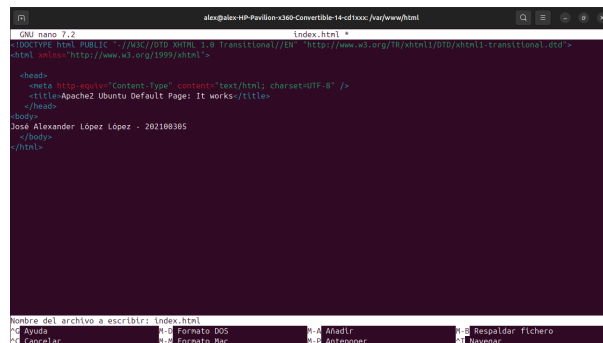 alex@alex-HP-Pavilion-x360-Convertible-14-cd1xxx: /var/www/html
GNU nano 7.2 index.html *
<!DOCTYPE html PUBLIC "-//W3C//DTD XHTML 1.0 Transitional//EN" "http://www.w3.org/TR/xhtml1/DTD/xhtml1-transitional.dtd">
<html xmlns="http://www.w3.org/1999/xhtml">
<head>
<meta http-equiv="Content-Type" content="text/html; charset=UTF-8" />
<title>Apache2 Ubuntu Default Page: It works</title>
</head>
<body>
José Alexander López López - 202100305
</body>
</html>
Nombre del archivo a escribir: index.html
^G Ayuda M-D Formato DOS M-A Añadir M-B Respaldar fichero
^C Cancelar M-M Formato Mac M-P Anteponer ^T Navegar